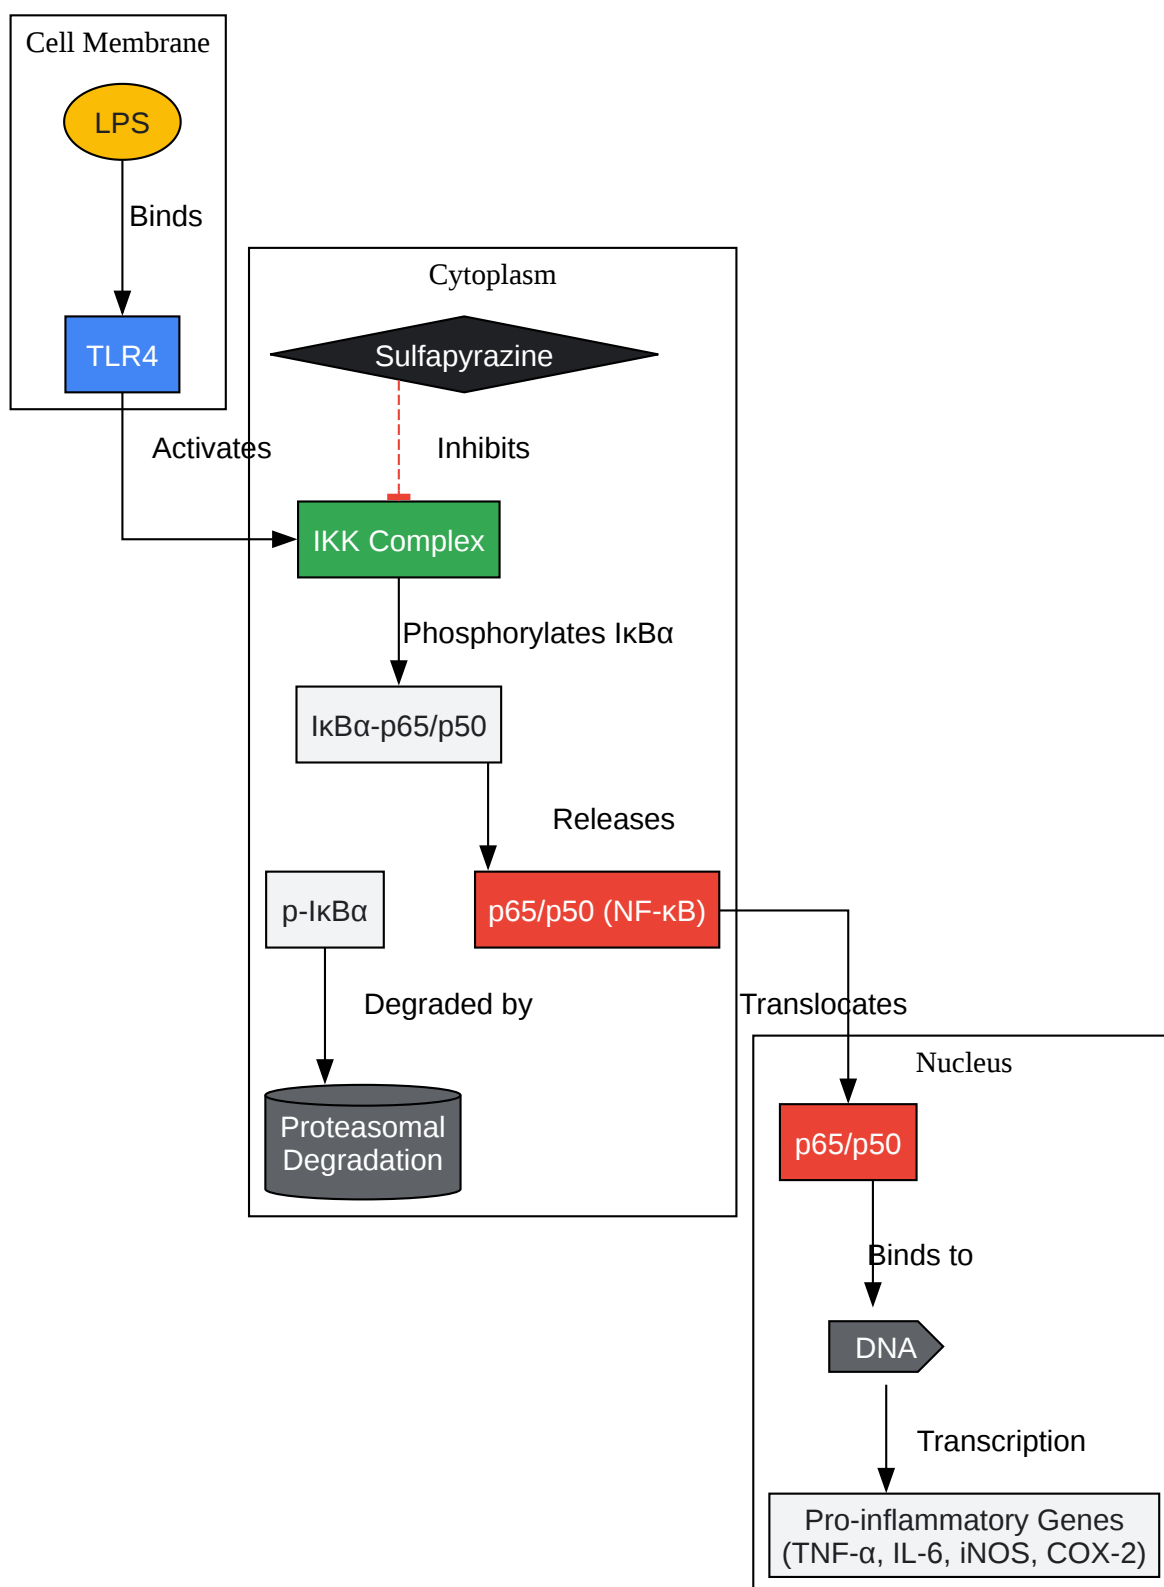 Cell Membrane
LPS
Binds
TLR4
Activates
Cytoplasm
Sulfapyrazine
Inhibits
IKK Complex
Phosphorylates IκBα
IκBα-p65/p50
Releases
p-IκBα
p65/p50 (NF-κB)
Degraded by
Translocates
Proteasomal
Degradation
Nucleus
p65/p50
Binds to
DNA
Transcription
Pro-inflammatory Genes
(TNF-α, IL-6, iNOS, COX-2)